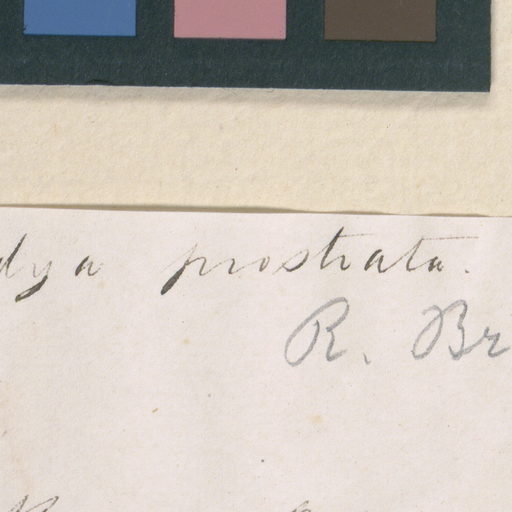 dya prostrata.
R. Br